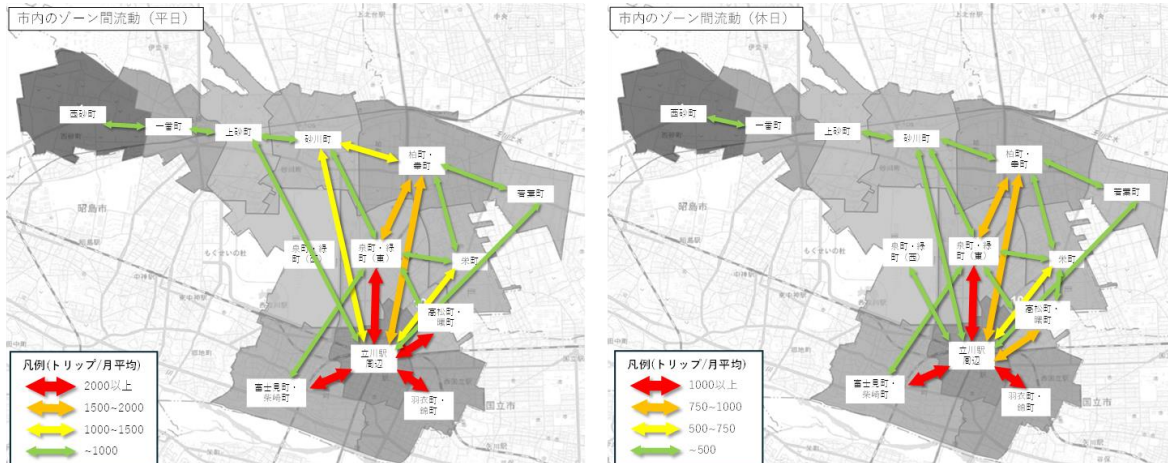 市内のゾーン間流動（平日）
西砂町
一番町
上砂町
砂川町
柏町・
幸町
若葉町
昭島市
泉町・緑
町（西）
泉町・緑
町（東）
栄町
高松町・
曙町
立川駅
周辺
富士見町・
柴崎町
羽衣町・
錦町
国立市
凡例(トリップ/月平均)
2000以上
1500~2000
1000~1500
~1000
市内のゾーン間流動（休日）
西砂町
一番町
上砂町
砂川町
柏町・
幸町
若葉町
昭島市
泉町・緑
町（西）
泉町・緑
町（東）
栄町
高松町・
曙町
立川駅
周辺
富士見町・
柴崎町
羽衣町・
錦町
国立市
凡例(トリップ/月平均)
1000以上
750~1000
500~750
~500